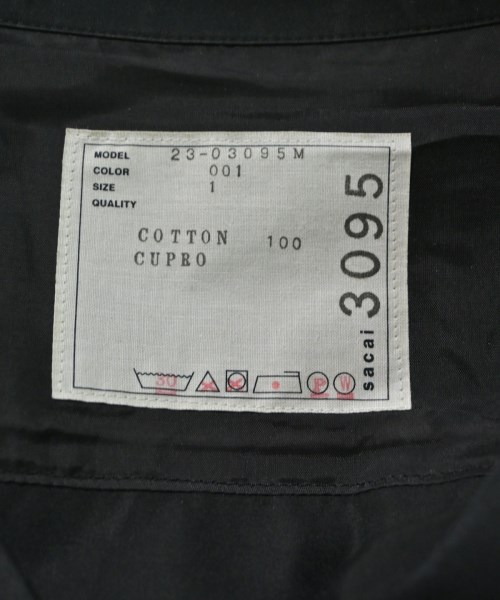 MODEL 23-03095M
COLOR 001
SIZE 1
QUALITY
COTTON 100
CUPRO
30
P
W
sacai 3095